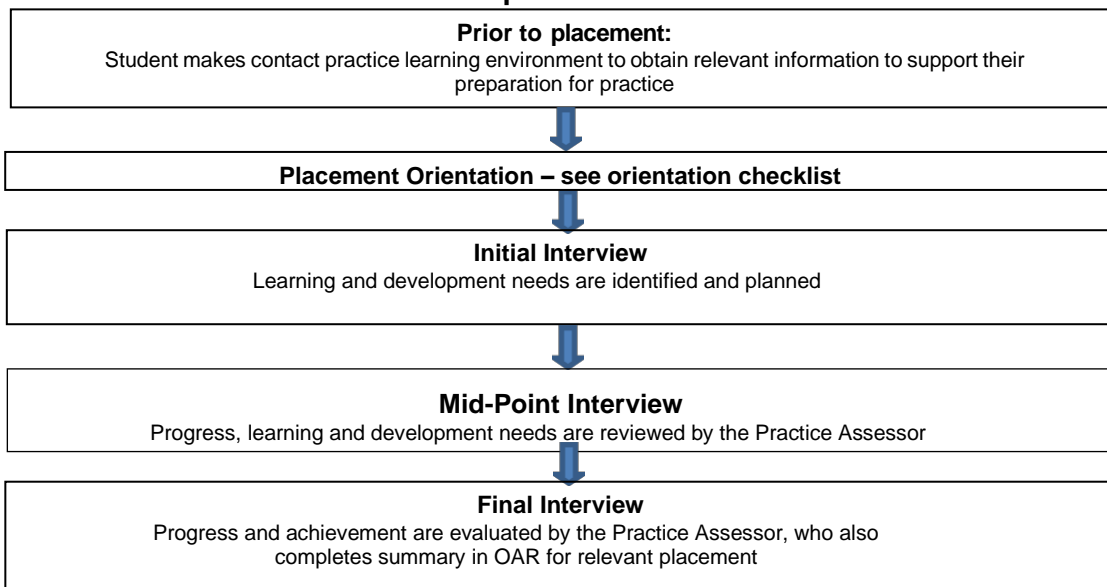 Prior to placement:
Student makes contact practice learning environment to obtain relevant information to support their
preparation for practice
Placement Orientation – see orientation checklist
Initial Interview
Learning and development needs are identified and planned
Mid-Point Interview
Progress, learning and development needs are reviewed by the Practice Assessor
Final Interview
Progress and achievement are evaluated by the Practice Assessor, who also
completes summary in OAR for relevant placement